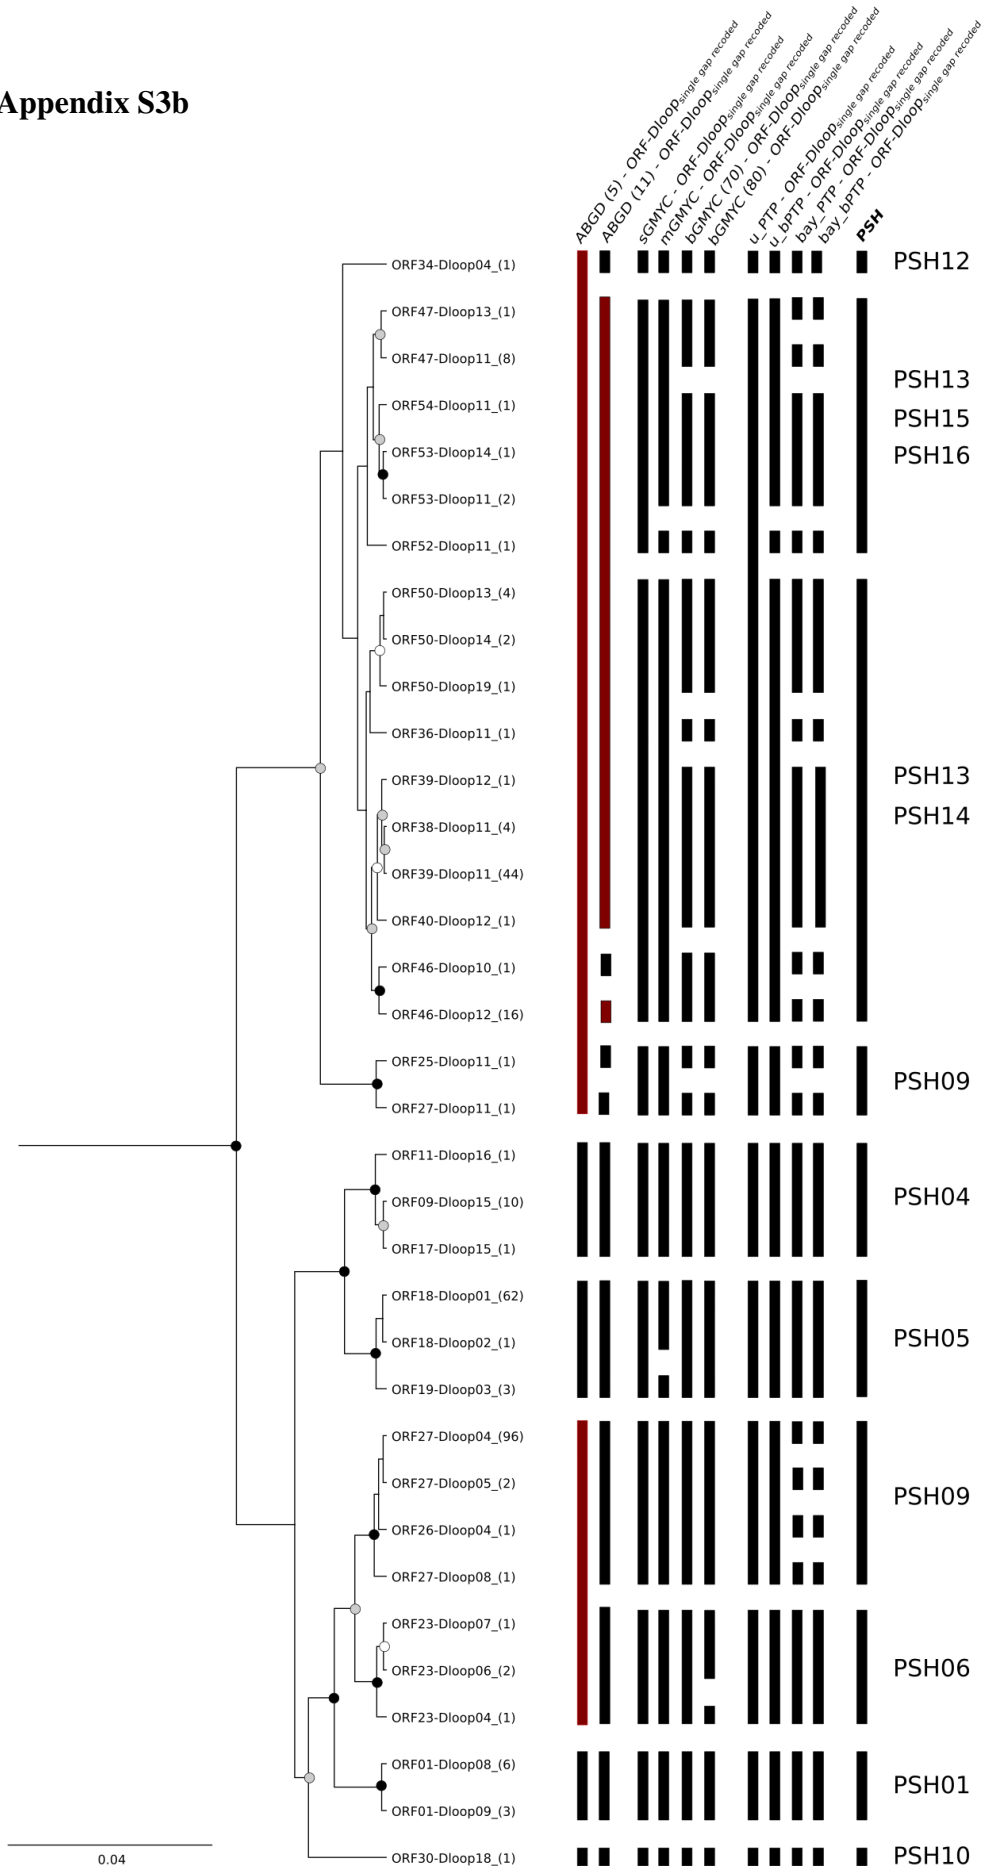 Appendix S3b
ABGD (5) - ORF-Dloopsingle gap recoded
ABGD (11) - ORF-Dloopsingle gap recoded
sGMYC - ORF-Dloopsingle gap recoded
mGMYC - ORF-Dloopsingle gap recoded
bGMYC (70) - ORF-Dloopsingle gap recoded
bGMYC (80) - ORF-Dloopsingle gap recoded
u_PTP - ORF-Dloopsingle gap recoded
u_bPTP - ORF-Dloopsingle gap recoded
bay_PTP - ORF-Dloopsingle gap recoded
bay_bPTP - ORF-Dloopsingle gap recoded
PSH
ORF34-Dloop04_(1) PSH12
ORF47-Dloop13_(1)
ORF47-Dloop11_(8)
PSH13
ORF54-Dloop11_(1)
PSH15
ORF53-Dloop14_(1) PSH16
ORF53-Dloop11_(2)
ORF52-Dloop11_(1)
ORF50-Dloop13_(4)
ORF50-Dloop14_(2)
ORF50-Dloop19_(1)
ORF36-Dloop11_(1)
ORF39-Dloop12_(1) PSH13
PSH14
ORF38-Dloop11_(4)
ORF39-Dloop11_(44)
ORF40-Dloop12_(1)
ORF46-Dloop10_(1)
ORF46-Dloop12_(16)
ORF25-Dloop11_(1)
PSH09
ORF27-Dloop11_(1)
ORF11-Dloop16_(1)
ORF09-Dloop15_(10) PSH04
ORF17-Dloop15_(1)
ORF18-Dloop01_(62)
ORF18-Dloop02_(1) PSH05
ORF19-Dloop03_(3)
ORF27-Dloop04_(96)
ORF27-Dloop05_(2)
PSH09
ORF26-Dloop04_(1)
ORF27-Dloop08_(1)
ORF23-Dloop07_(1)
ORF23-Dloop06_(2) PSH06
ORF23-Dloop04_(1)
ORF01-Dloop08_(6)
PSH01
ORF01-Dloop09_(3)
ORF30-Dloop18_(1) PSH10
0.04